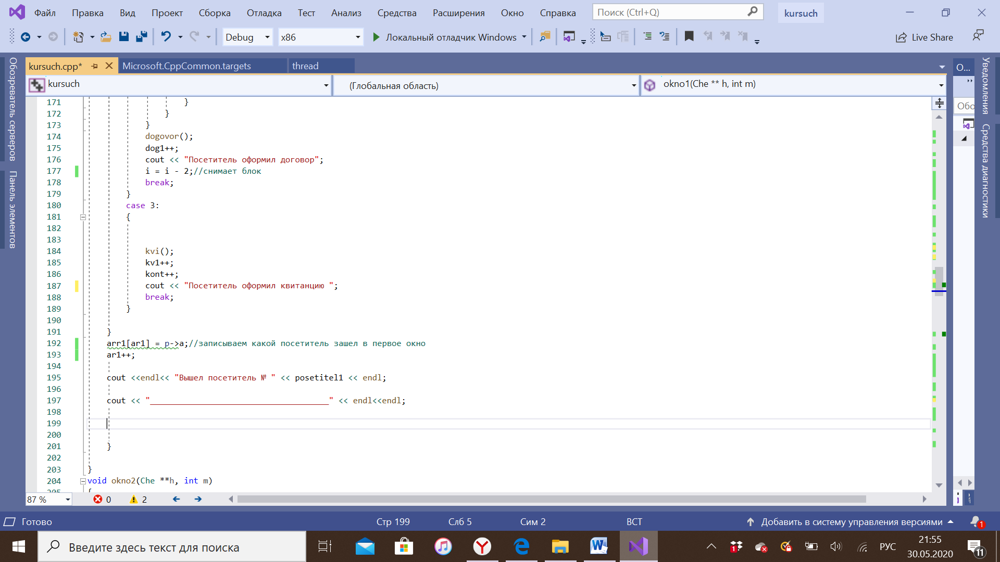 Файл Правка Вид Проект Сборка Отладка Тест Анализ Средства Расширения Окно Справка Поиск (Ctrl+Q) kursuch
Debug x86 Локальный отладчик Windows Live Share
kursuch.cpp* Microsoft.CppCommon.targets thread О...
kursuch (Глобальная область) okno1(Che ** h, int m)
Обозреватель серверов
Панель элементов
Уведомления
Средства диагностики
Обо
171 }
172 }
173 }
174 dogovor();
175 dog1++;
176 cout << "Посетитель оформил договор";
177 i = i - 2;//снимает блок
178 break;
179 }
180 case 3:
181 {
182
183
184 kvi();
185 kv1++;
186 kont++;
187 cout << "Посетитель оформил квитанцию ";
188 break;
189 }
190
191 }
192 arr1[ar1] = p->a;//записываем какой посетитель зашел в первое окно
193 ar1++;
194
195 cout <<endl<< "Вышел посетитель № " << posetitel1 << endl;
196
197 cout << "_____________________________________" << endl<<endl;
198
199
200
201 }
202
203 }
204 void okno2(Che **h, int m)
205 {
87 % 0 2
Готово Стр 199 Слб 5 Сим 2 ВСТ Добавить в систему управления версиями 1
Введите здесь текст для поиска 1 РУС 21:55 11
30.05.2020